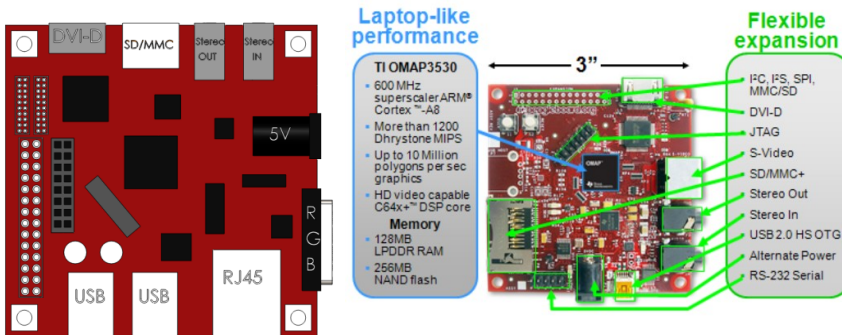 DVI-D
SD/MMC
Stereo
OUT
Stereo
IN
5V
R
G
B
USB
USB
RJ45
Laptop-like
performance
TI OMAP3530
• 600 MHz
superscaler ARM®
Cortex ™-A8
• More than 1200
Dhrystone MIPS
• Up to 10 Million
polygons per sec
graphics
• HD video capable
C64x+™ DSP core
Memory
• 128MB
LPDDR RAM
• 256MB
NAND flash
3”
OMAP
Flexible
expansion
I²C, I²S, SPI,
MMC/SD
DVI-D
JTAG
S-Video
SD/MMC+
Stereo Out
Stereo In
USB 2.0 HS OTG
Alternate Power
RS-232 Serial